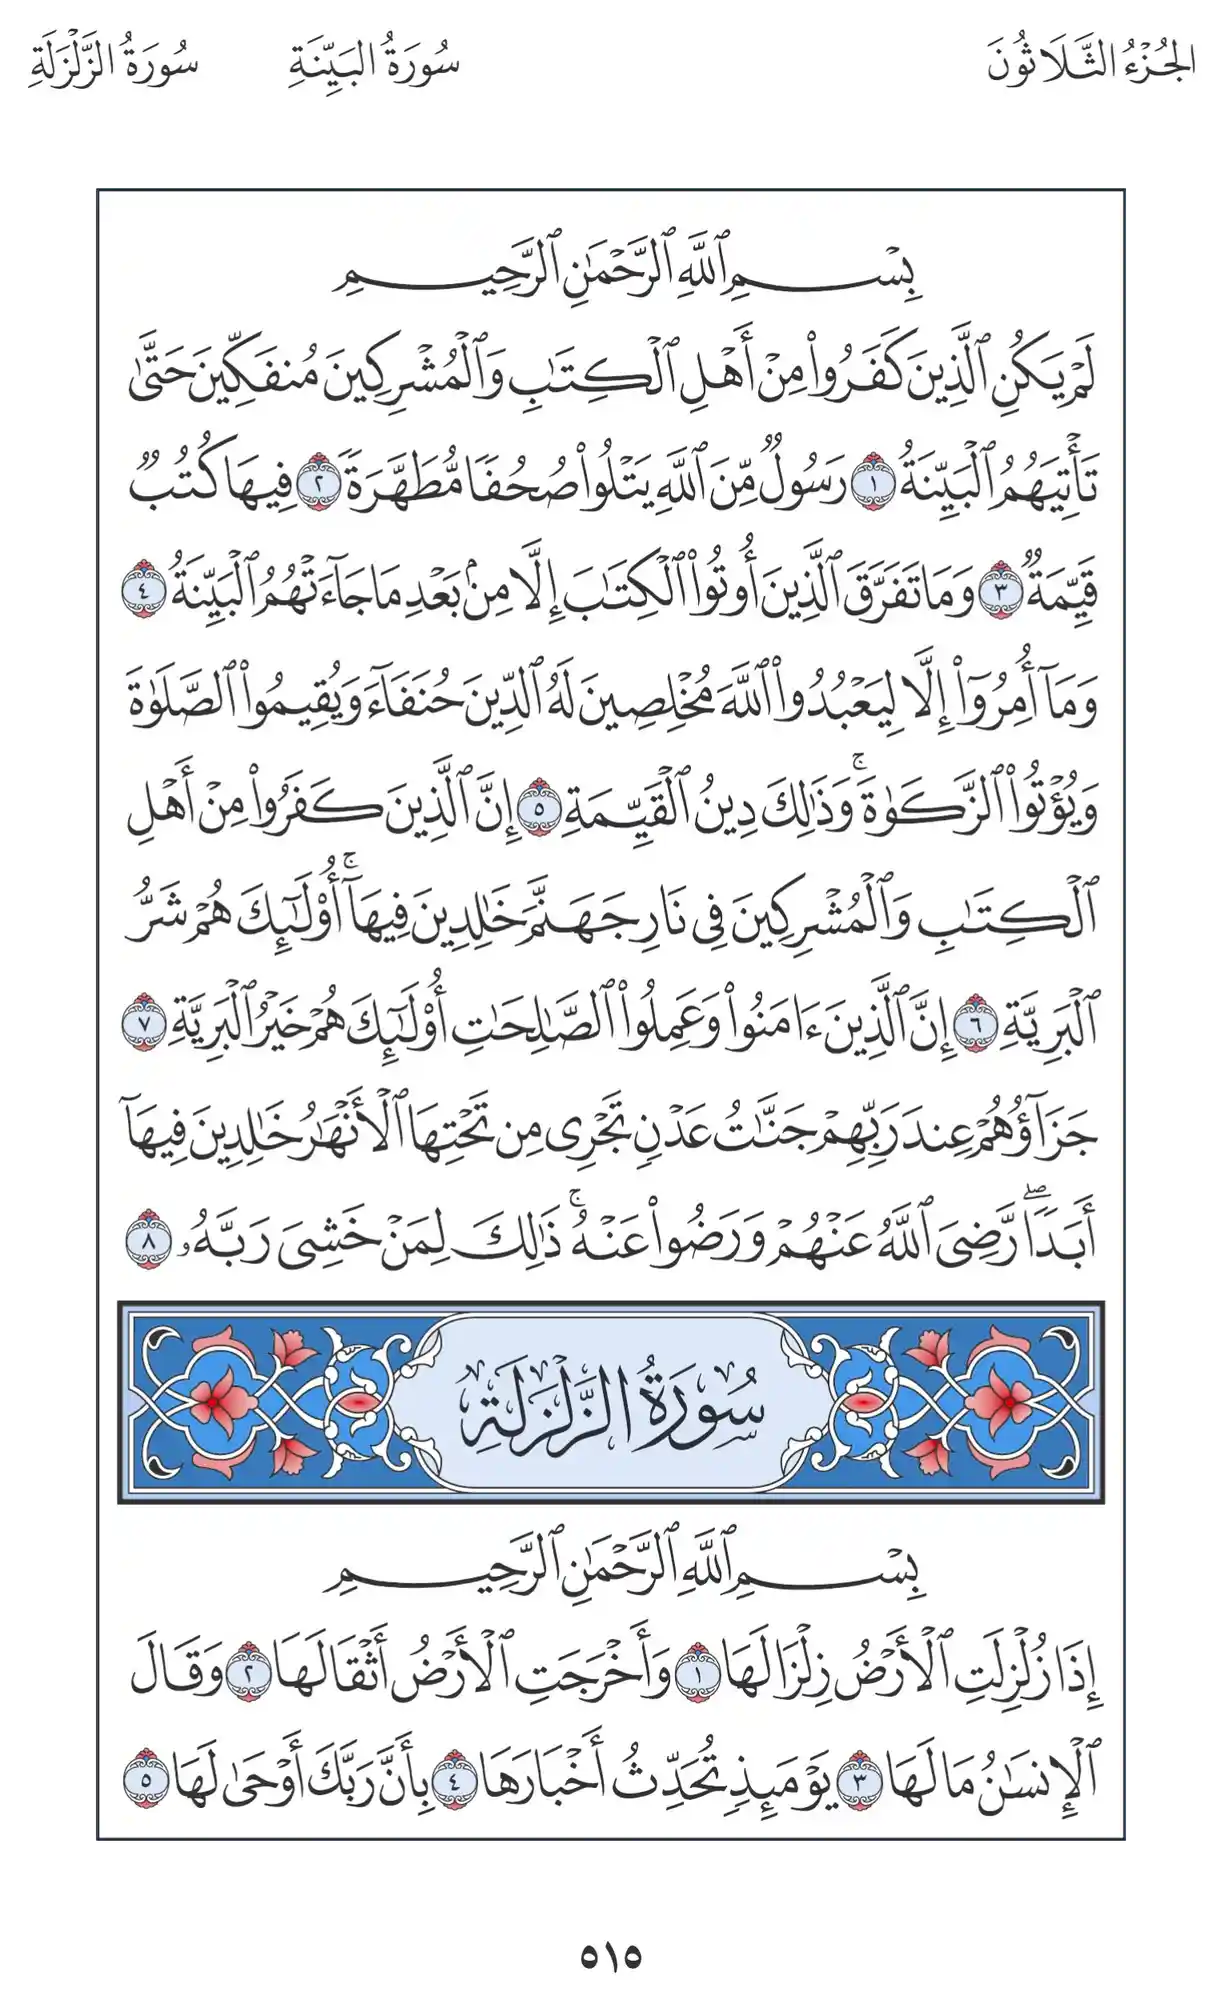 الجُزْءُ الثَّلَاثُونَ
سُورَةُ البَيِّنَةِ
سُورَةُ الزَّلْزَلَةِ
بِسْمِ ٱللَّهِ ٱلرَّحْمَٰنِ ٱلرَّحِيمِ
لَمْ يَكُنِ ٱلَّذِينَ كَفَرُوا۟ مِنْ أَهْلِ ٱلْكِتَٰبِ وَٱلْمُشْرِكِينَ مُنفَكِّينَ حَتَّىٰ
تَأْتِيَهُمُ ٱلْبَيِّنَةُ ١ رَسُولٌ مِّنَ ٱللَّهِ يَتْلُوا۟ صُحُفًا مُّطَهَّرَةً ٢ فِيهَا كُتُبٌ
قَيِّمَةٌ ٣ وَمَا تَفَرَّقَ ٱلَّذِينَ أُوتُوا۟ ٱلْكِتَٰبَ إِلَّا مِنۢ بَعْدِ مَا جَآءَتْهُمُ ٱلْبَيِّنَةُ ٤
وَمَآ أُمِرُوٓا۟ إِلَّا لِيَعْبُدُوا۟ ٱللَّهَ مُخْلِصِينَ لَهُ ٱلدِّينَ حُنَفَآءَ وَيُقِيمُوا۟ ٱلصَّلَوٰةَ
وَيُؤْتُوا۟ ٱلزَّكَوٰةَ ۚ وَذَٰلِكَ دِينُ ٱلْقَيِّمَةِ ٥ إِنَّ ٱلَّذِينَ كَفَرُوا۟ مِنْ أَهْلِ
ٱلْكِتَٰبِ وَٱلْمُشْرِكِينَ فِى نَارِ جَهَنَّمَ خَٰلِدِينَ فِيهَآ ۚ أُو۟لَٰٓئِكَ هُمْ شَرُّ
ٱلْبَرِيَّةِ ٦ إِنَّ ٱلَّذِينَ ءَامَنُوا۟ وَعَمِلُوا۟ ٱلصَّٰلِحَٰتِ أُو۟لَٰٓئِكَ هُمْ خَيْرُ ٱلْبَرِيَّةِ ٧
جَزَآؤُهُمْ عِندَ رَبِّهِمْ جَنَّٰتُ عَدْنٍ تَجْرِى مِن تَحْتِهَا ٱلْأَنْهَٰرُ خَٰلِدِينَ فِيهَآ
أَبَدًا ۖ رَّضِىَ ٱللَّهُ عَنْهُمْ وَرَضُوا۟ عَنْهُ ۚ ذَٰلِكَ لِمَنْ خَشِىَ رَبَّهُۥ ٨
سُورَةُ الزَّلْزَلَةِ
بِسْمِ ٱللَّهِ ٱلرَّحْمَٰنِ ٱلرَّحِيمِ
إِذَا زُلْزِلَتِ ٱلْأَرْضُ زِلْزَالَهَا ١ وَأَخْرَجَتِ ٱلْأَرْضُ أَثْقَالَهَا ٢ وَقَالَ
ٱلْإِنسَٰنُ مَا لَهَا ٣ يَوْمَئِذٍ تُحَدِّثُ أَخْبَارَهَا ٤ بِأَنَّ رَبَّكَ أَوْحَىٰ لَهَا ٥
٥١٥